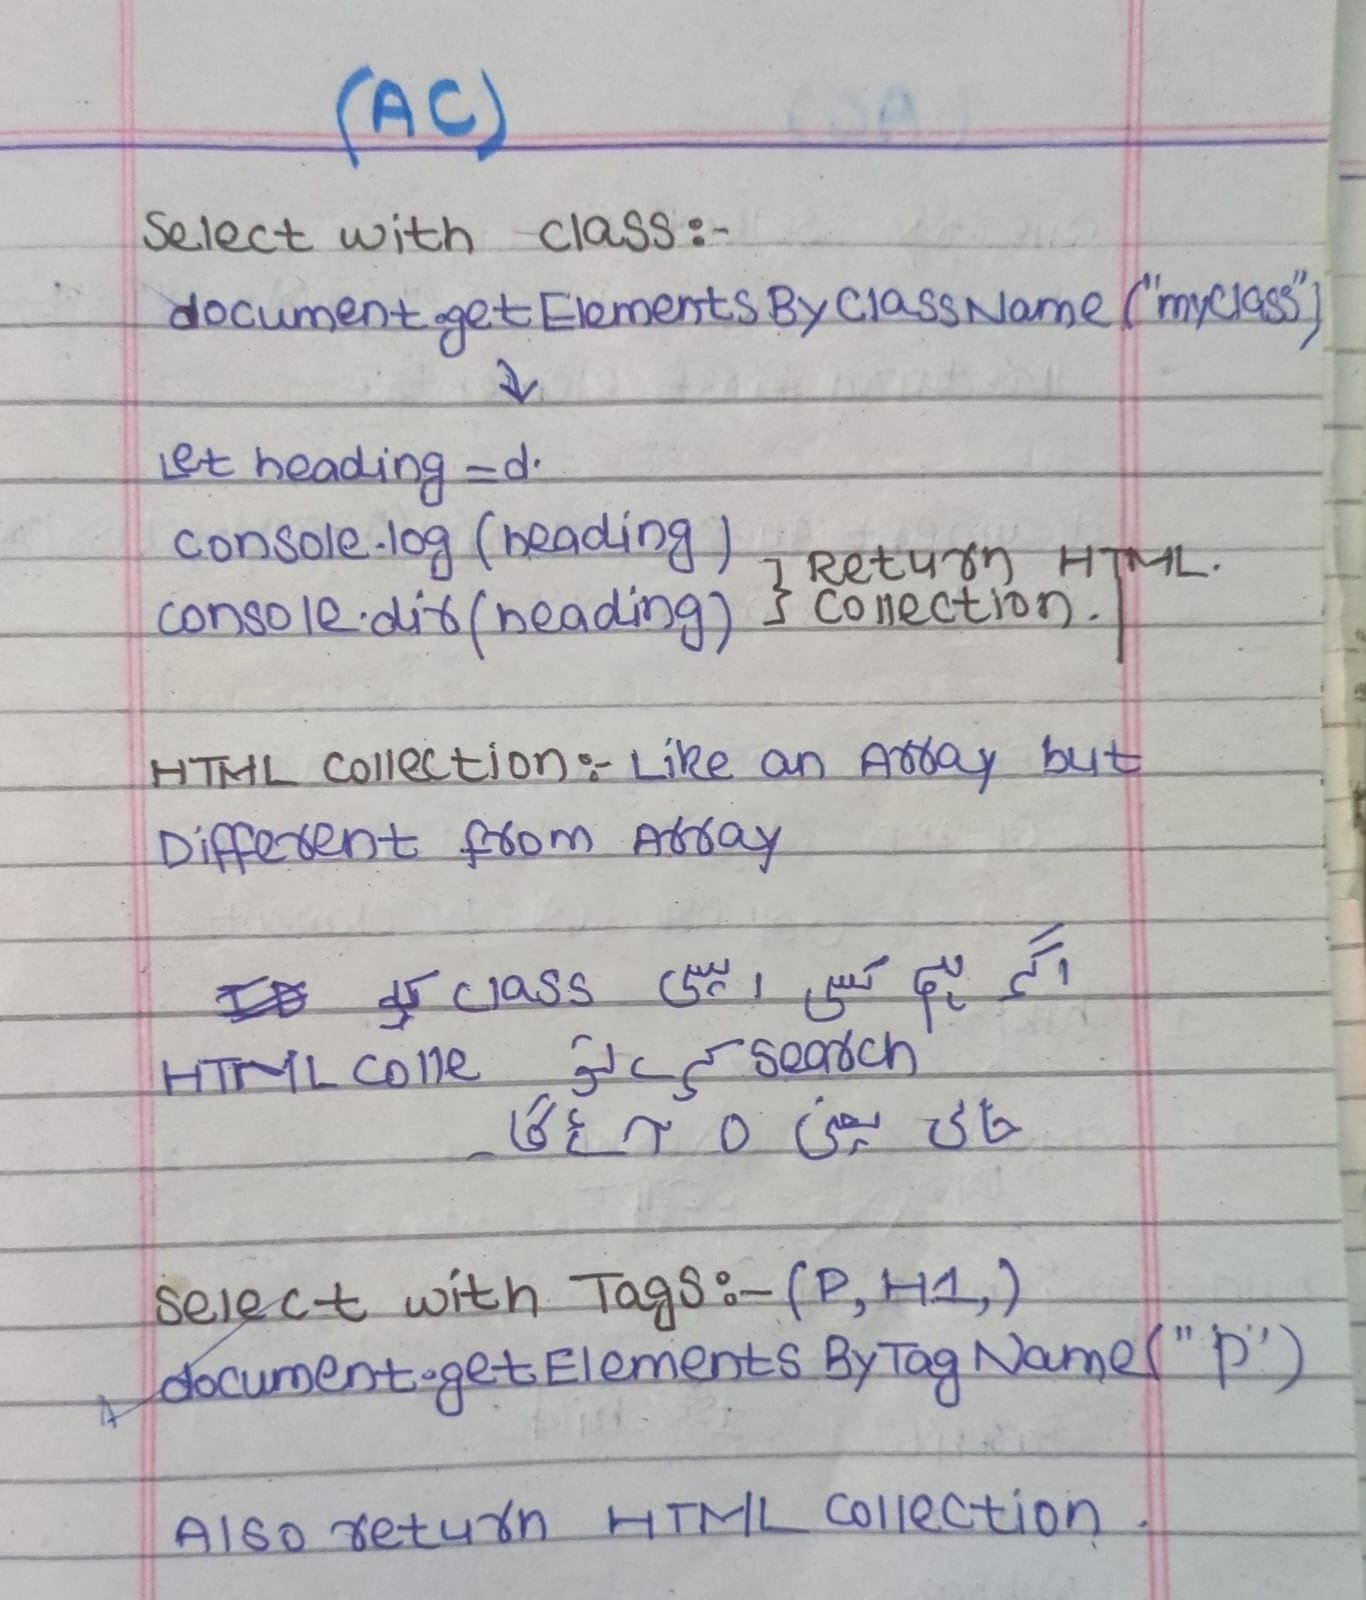 (AC)
Select with class:-
document.getElementsByClassName("myclass")
↓
Let heading = d.
console.log(heading)
console.dir(heading)
} Return HTML.
} Collection.
HTML Collection:- Like an Array but
Different from Array
اگر ہم کسی ایسی class کو
search کرے تو HTML colle
خالی یعنی 0 آئے گا۔
Select with Tags:- (P, H1,)
document.getElementsByTagName("p")
Also return HTML Collection.